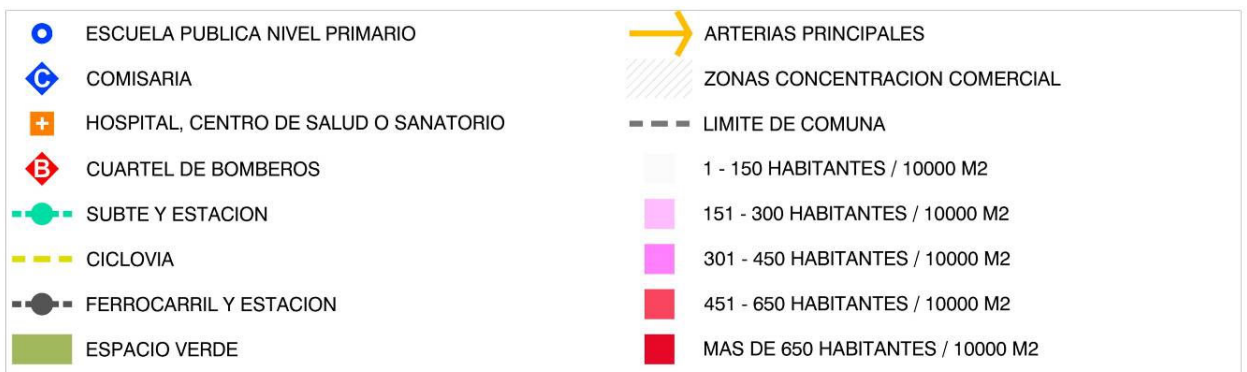 ESCUELA PUBLICA NIVEL PRIMARIO
C COMISARIA
HOSPITAL, CENTRO DE SALUD O SANATORIO
B CUARTEL DE BOMBEROS
SUBTE Y ESTACION
CICLOVIA
FERROCARRIL Y ESTACION
ESPACIO VERDE
ARTERIAS PRINCIPALES
ZONAS CONCENTRACION COMERCIAL
LIMITE DE COMUNA
1 - 150 HABITANTES / 10000 M2
151 - 300 HABITANTES / 10000 M2
301 - 450 HABITANTES / 10000 M2
451 - 650 HABITANTES / 10000 M2
MAS DE 650 HABITANTES / 10000 M2